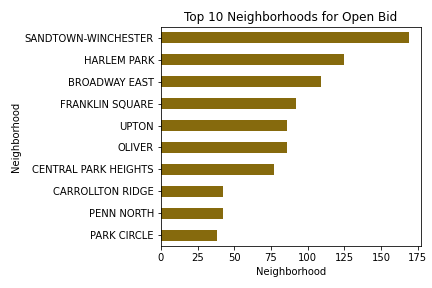 Top 10 Neighborhoods for Open Bid
SANDTOWN-WINCHESTER
HARLEM PARK
BROADWAY EAST
FRANKLIN SQUARE
UPTON
OLIVER
CENTRAL PARK HEIGHTS
CARROLLTON RIDGE
PENN NORTH
PARK CIRCLE
Neighborhood
0 25 50 75 100 125 150 175
Neighborhood